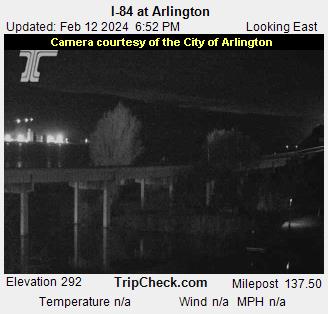 I-84 at Arlington
Updated: Feb 12 2024 6:52 PM Looking East
Camera courtesy of the City of Arlington
Elevation 292 TripCheck.com Milepost 137.50
Temperature n/a Wind n/a MPH n/a